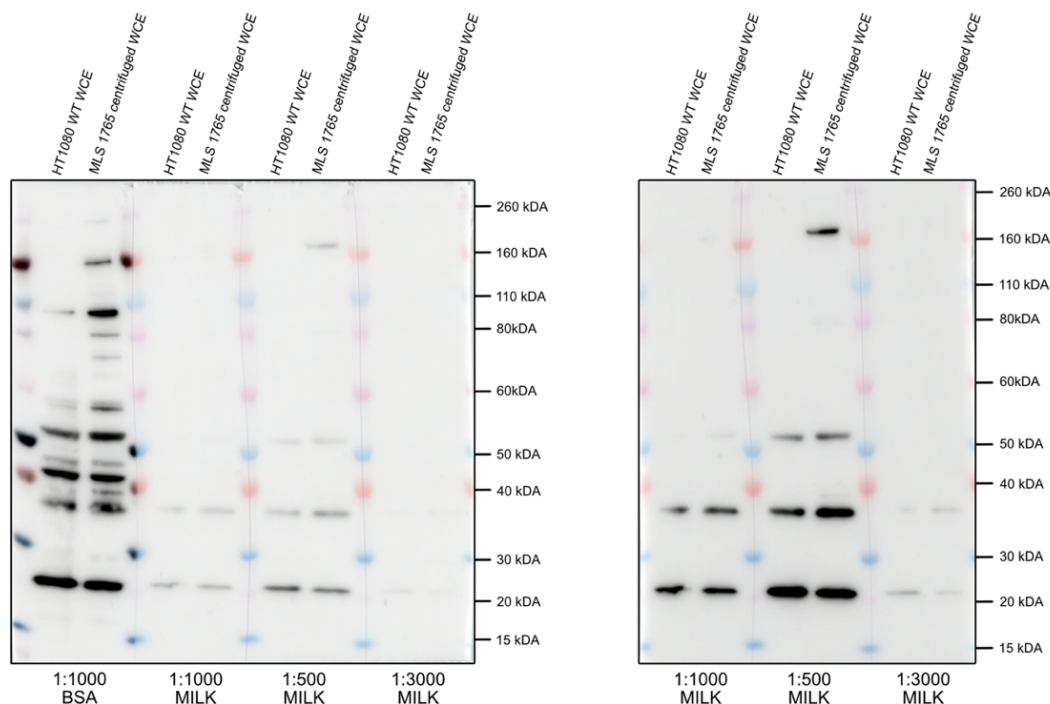 HT1080 WT WCE
MLS 1765 centrifuged WCE
HT1080 WT WCE
MLS 1765 centrifuged WCE
HT1080 WT WCE
MLS 1765 centrifuged WCE
HT1080 WT WCE
MLS 1765 centrifuged WCE
260 kDA
160 kDA
110 kDA
80kDA
60kDA
50 kDA
40 kDA
30 kDA
20 kDA
15 kDA
1:1000
BSA
1:1000
MILK
1:500
MILK
1:3000
MILK
HT1080 WT WCE
MLS 1765 centrifuged WCE
HT1080 WT WCE
MLS 1765 centrifuged WCE
HT1080 WT WCE
MLS 1765 centrifuged WCE
260 kDA
160 kDA
110 kDA
80kDA
60kDA
50 kDA
40 kDA
30 kDA
20 kDA
15 kDA
1:1000
MILK
1:500
MILK
1:3000
MILK